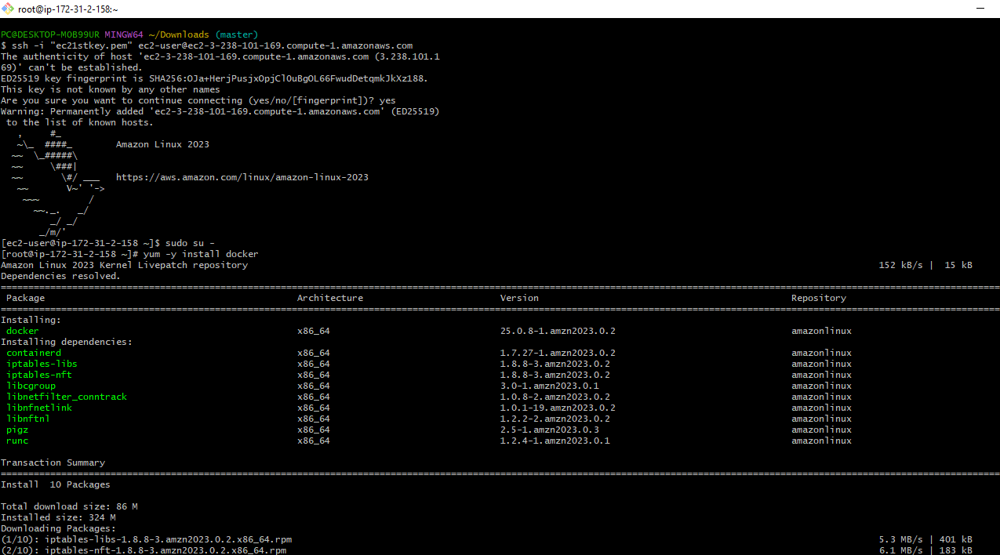 root@ip-172-31-2-158:~
PC@DESKTOP-MOB99UR MINGW64 ~/Downloads (master)
$ ssh -i "ec21stkey.pem" ec2-user@ec2-3-238-101-169.compute-1.amazonaws.com
The authenticity of host 'ec2-3-238-101-169.compute-1.amazonaws.com (3.238.101.1
69)' can't be established.
ED25519 key fingerprint is SHA256:OJa+HerjPusjxOpjClOuBgOL66FwudDetqmkJkXz188.
This key is not known by any other names
Are you sure you want to continue connecting (yes/no/[fingerprint])? yes
Warning: Permanently added 'ec2-3-238-101-169.compute-1.amazonaws.com' (ED25519)
 to the list of known hosts.
   ,     #_
   ~\_  ####_        Amazon Linux 2023
  ~~  \_#####\
  ~~     \###|
  ~~       \#/ ___   https://aws.amazon.com/linux/amazon-linux-2023
   ~~       V~' '->
    ~~~         /
      ~~._.   _/
         _/ _/
       _/m/'
[ec2-user@ip-172-31-2-158 ~]$ sudo su -
[root@ip-172-31-2-158 ~]# yum -y install docker
Amazon Linux 2023 Kernel Livepatch repository 152 kB/s | 15 kB
Dependencies resolved.
Package Architecture Version Repository
Installing:
docker x86_64 25.0.8-1.amzn2023.0.2 amazonlinux
Installing dependencies:
containerd x86_64 1.7.27-1.amzn2023.0.2 amazonlinux
iptables-libs x86_64 1.8.8-3.amzn2023.0.2 amazonlinux
iptables-nft x86_64 1.8.8-3.amzn2023.0.2 amazonlinux
libcgroup x86_64 3.0-1.amzn2023.0.1 amazonlinux
libnetfilter_conntrack x86_64 1.0.8-2.amzn2023.0.2 amazonlinux
libnfnetlink x86_64 1.0.1-19.amzn2023.0.2 amazonlinux
libnftnl x86_64 1.2.2-2.amzn2023.0.2 amazonlinux
pigz x86_64 2.5-1.amzn2023.0.3 amazonlinux
runc x86_64 1.2.4-1.amzn2023.0.1 amazonlinux
Transaction Summary
Install 10 Packages
Total download size: 86 M
Installed size: 324 M
Downloading Packages:
(1/10): iptables-libs-1.8.8-3.amzn2023.0.2.x86_64.rpm 5.3 MB/s | 401 kB
(2/10): iptables-nft-1.8.8-3.amzn2023.0.2.x86_64.rpm 6.1 MB/s | 183 kB